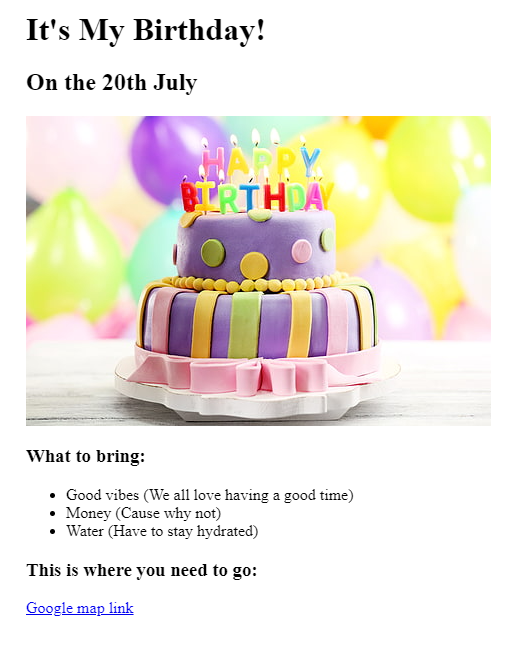 It's My Birthday!
On the 20th July
HAPPY
BIRTHDAY
What to bring:
Good vibes (We all love having a good time)
Money (Cause why not)
Water (Have to stay hydrated)
This is where you need to go:
Google map link